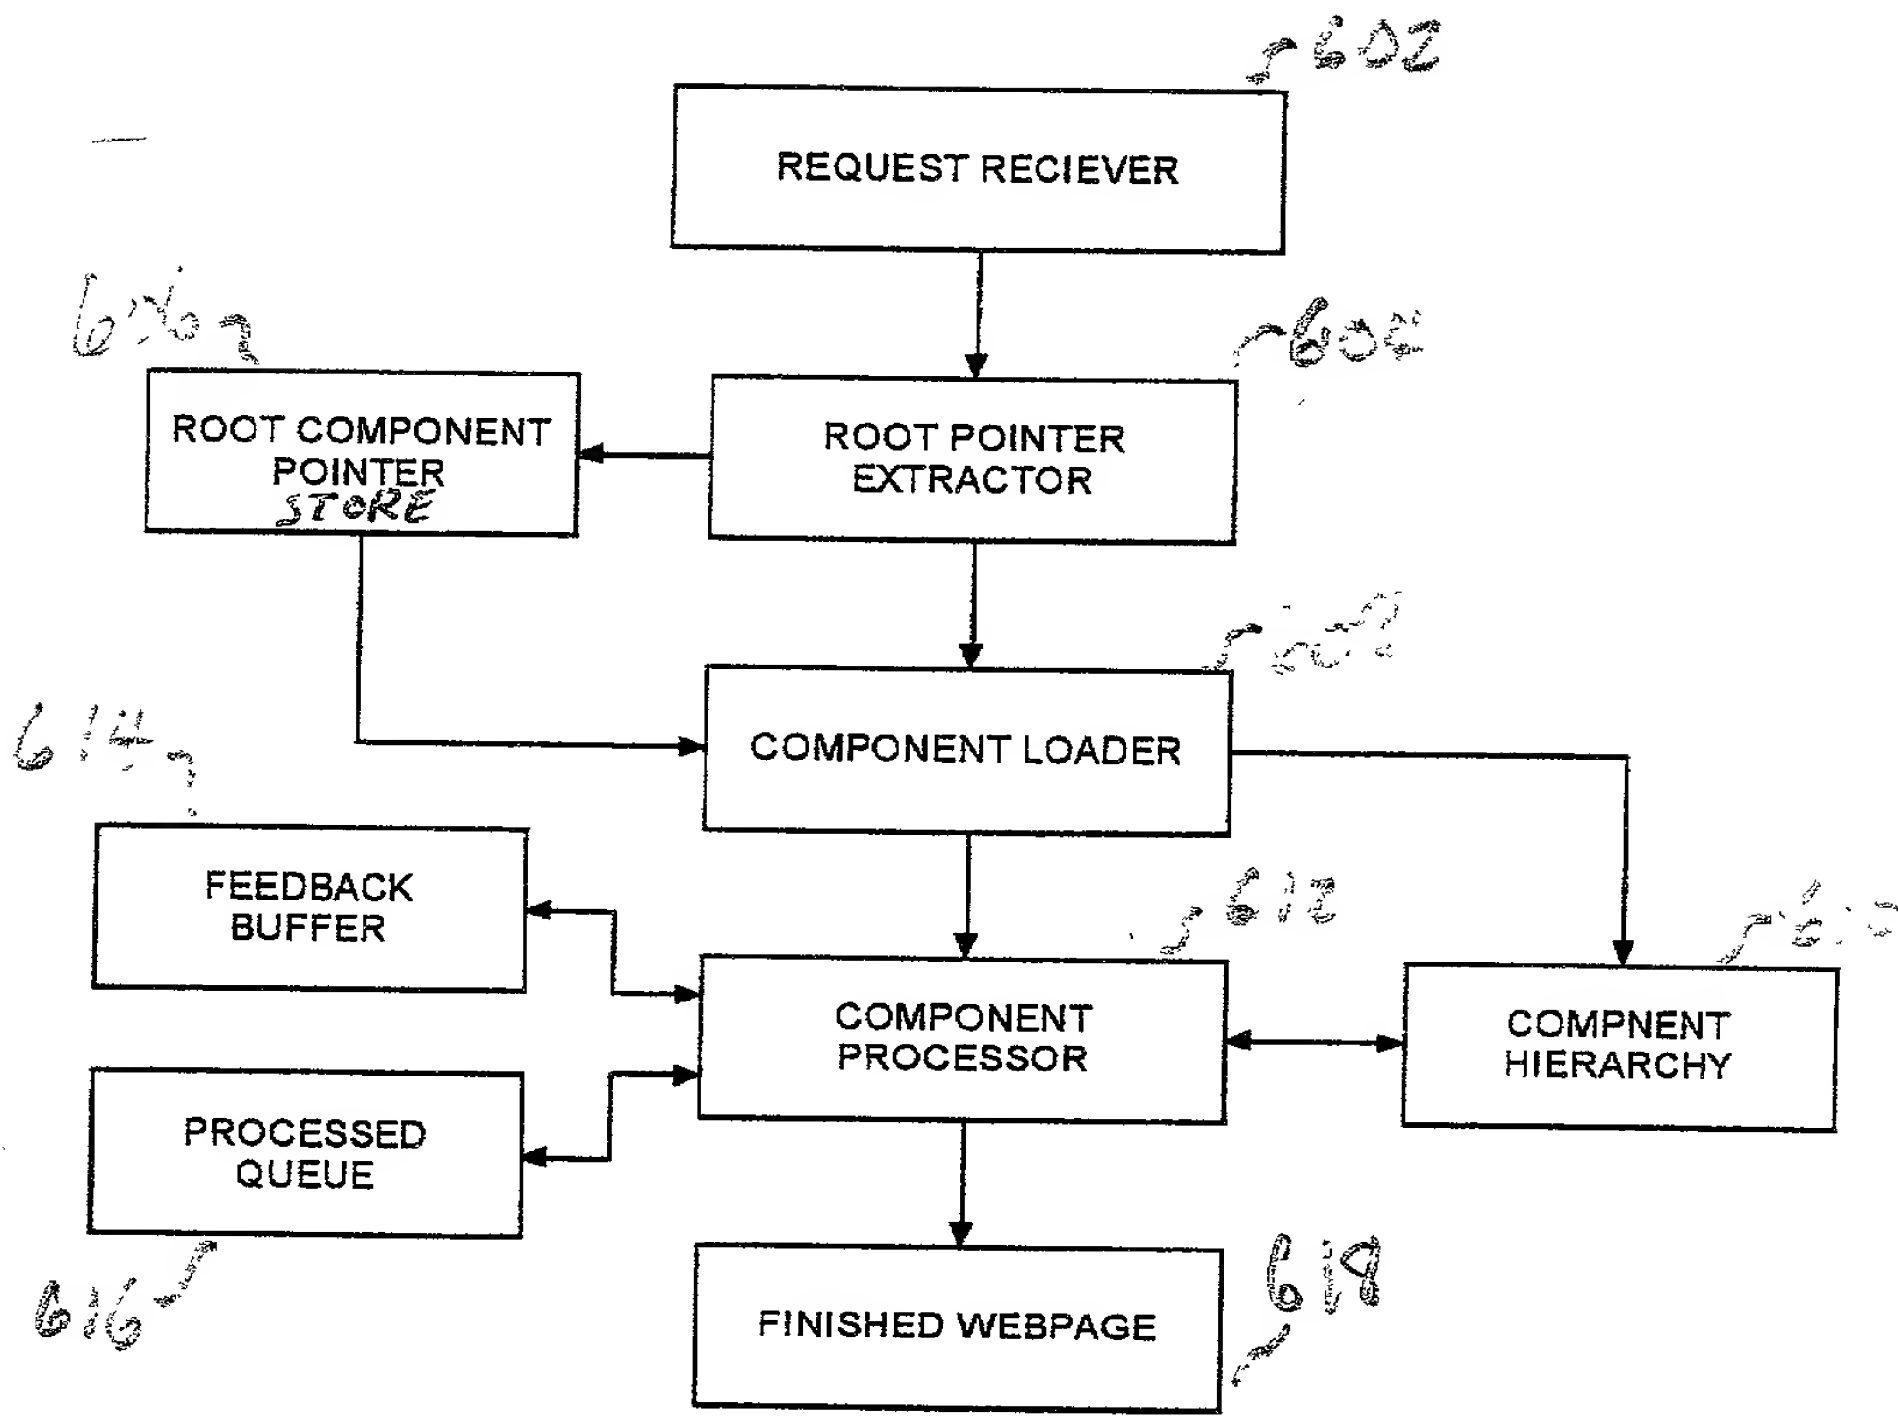 602
REQUEST RECIEVER
606
604
ROOT COMPONENT
POINTER
STORE
ROOT POINTER
EXTRACTOR
614
COMPONENT LOADER
FEEDBACK
BUFFER
612
COMPONENT
PROCESSOR
COMPNENT
HIERARCHY
PROCESSED
QUEUE
616
618
FINISHED WEBPAGE